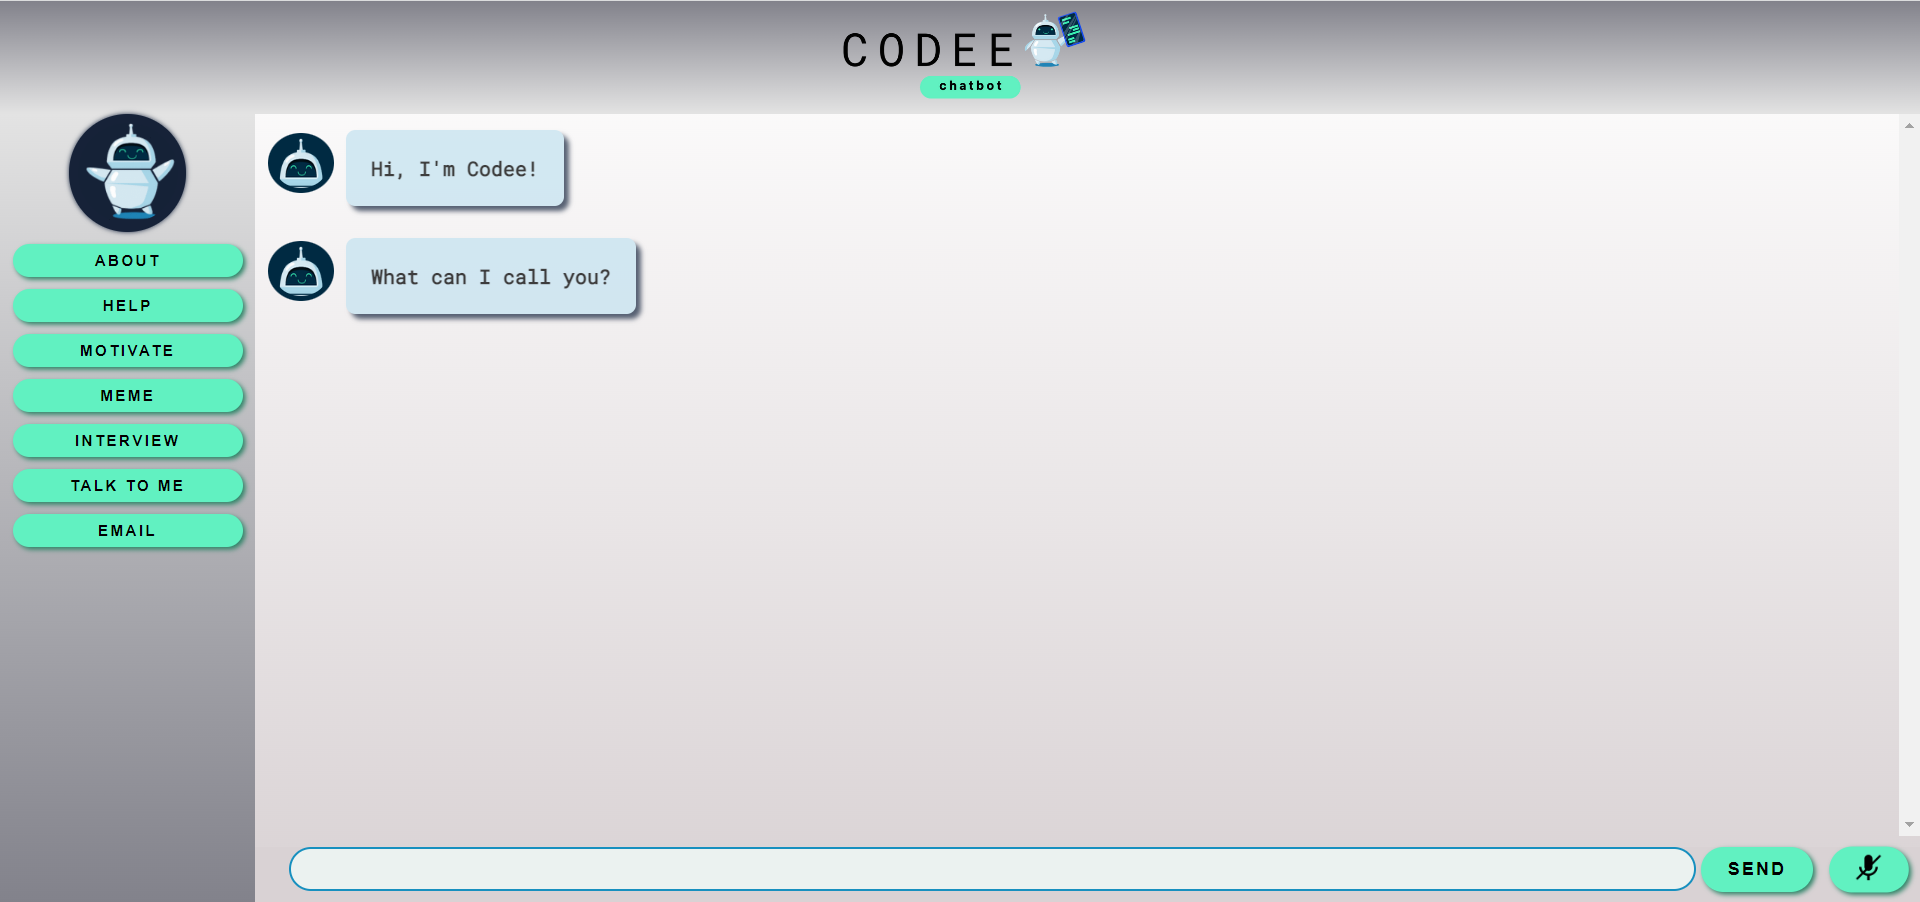 CODEE
chatbot
ABOUT
HELP
MOTIVATE
MEME
INTERVIEW
TALK TO ME
EMAIL
Hi, I'm Codee!
What can I call you?
SEND